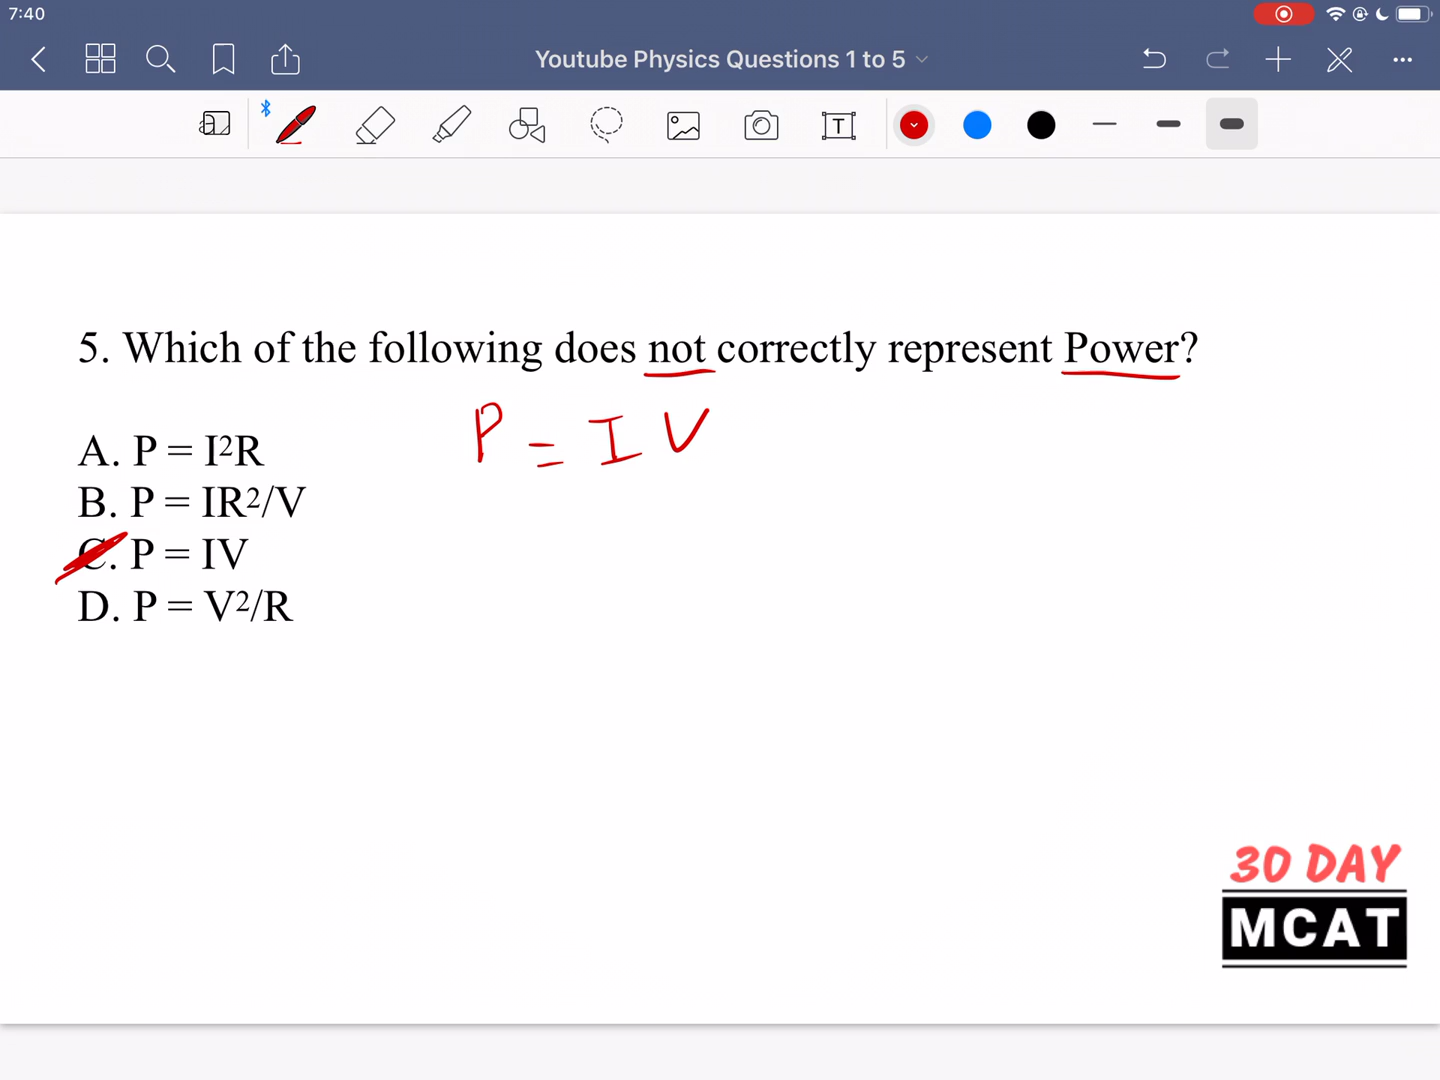 7:40
Youtube Physics Questions 1 to 5
T
5. Which of the following does not correctly represent Power?
P = I V
A. P = I²R
B. P = IR²/V
C. P = IV
D. P = V²/R
30 DAY
MCAT